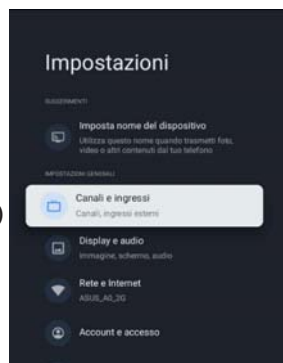 Impostazioni
SUGGERIMENTI
Imposta nome del dispositivo
Utilizza questo nome quando trasmetti foto,
video o altri contenuti dal tuo telefono
IMPOSTAZIONI GENERALI
Canali e ingressi
Canali, ingressi esterni
)
Display e audio
Immagine, schermo, audio
Rete e Internet
ASUS_A0_2G
Account e accesso